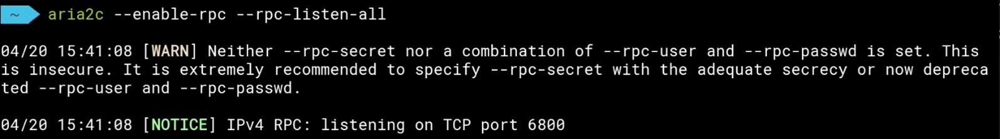 ~ aria2c --enable-rpc --rpc-listen-all
04/20 15:41:08 [WARN] Neither --rpc-secret nor a combination of --rpc-user and --rpc-passwd is set. This
is insecure. It is extremely recommended to specify --rpc-secret with the adequate secrecy or now depreca
ted --rpc-user and --rpc-passwd.
04/20 15:41:08 [NOTICE] IPv4 RPC: listening on TCP port 6800